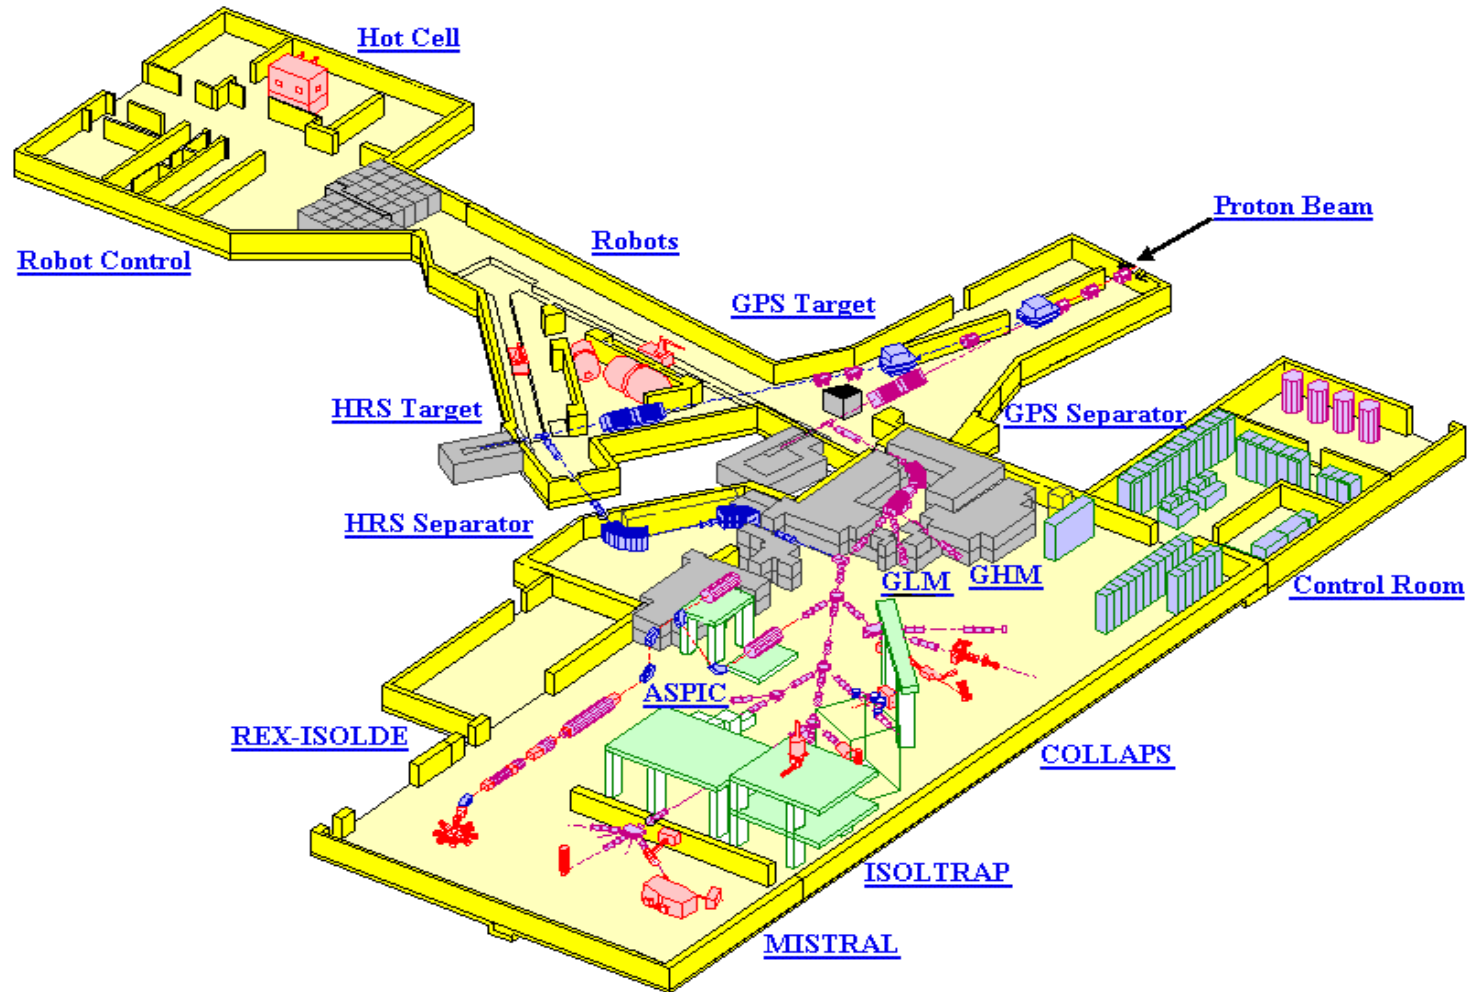 Hot Cell
Proton Beam
Robots
Robot Control
GPS Target
HRS Target
GPS Separator
HRS Separator
GLM
GHM
Control Room
ASPIC
REX-ISOLDE
COLLAPS
ISOLTRAP
MISTRAL